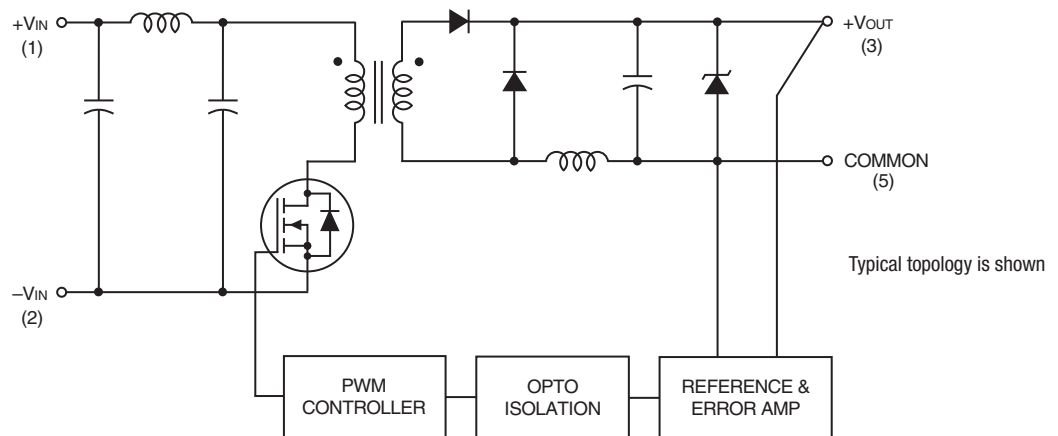 +VIN
(1)
+VOUT
(3)
COMMON
(5)
Typical topology is shown
–VIN
(2)
PWM
CONTROLLER
OPTO
ISOLATION
REFERENCE &
ERROR AMP